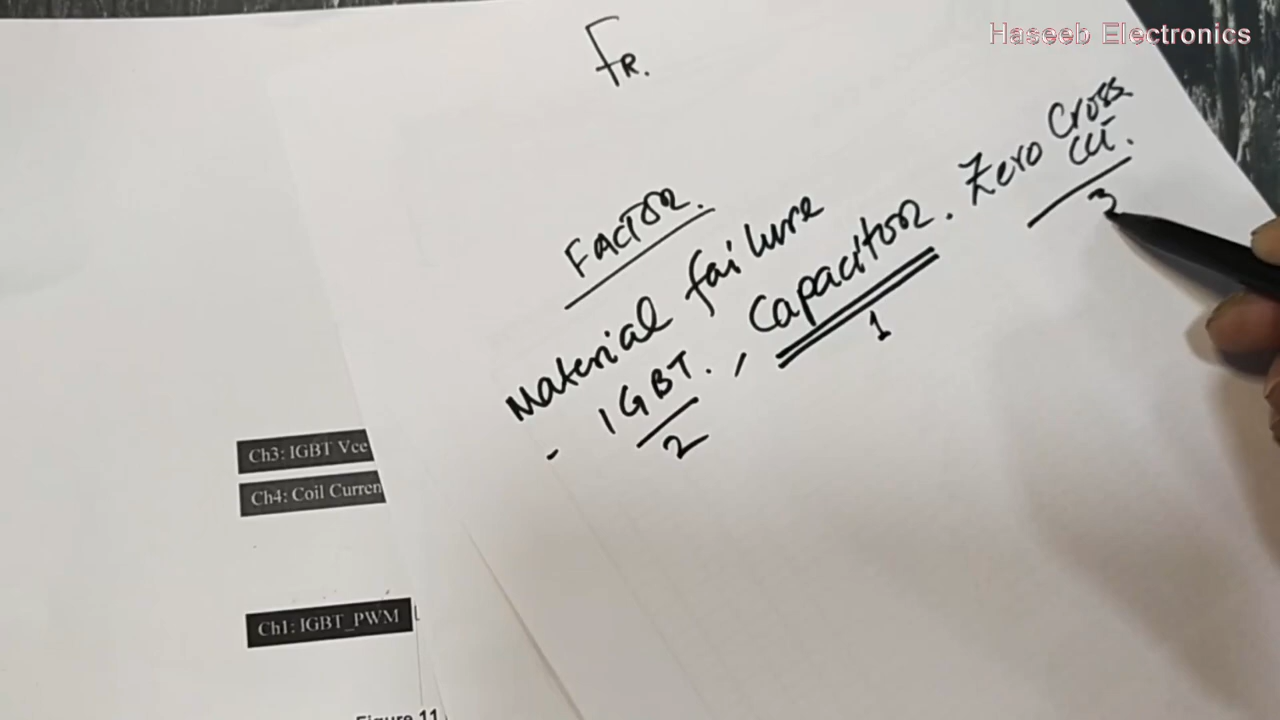 Haseeb Electronics
FR.
FACTOR.
Material failure
- IGBT. , Capacitor. Zero Cross
CCT.
2 1 3
Ch3: IGBT Vce
Ch4: Coil Curren
Ch1: IGBT_PWM
Figure 11